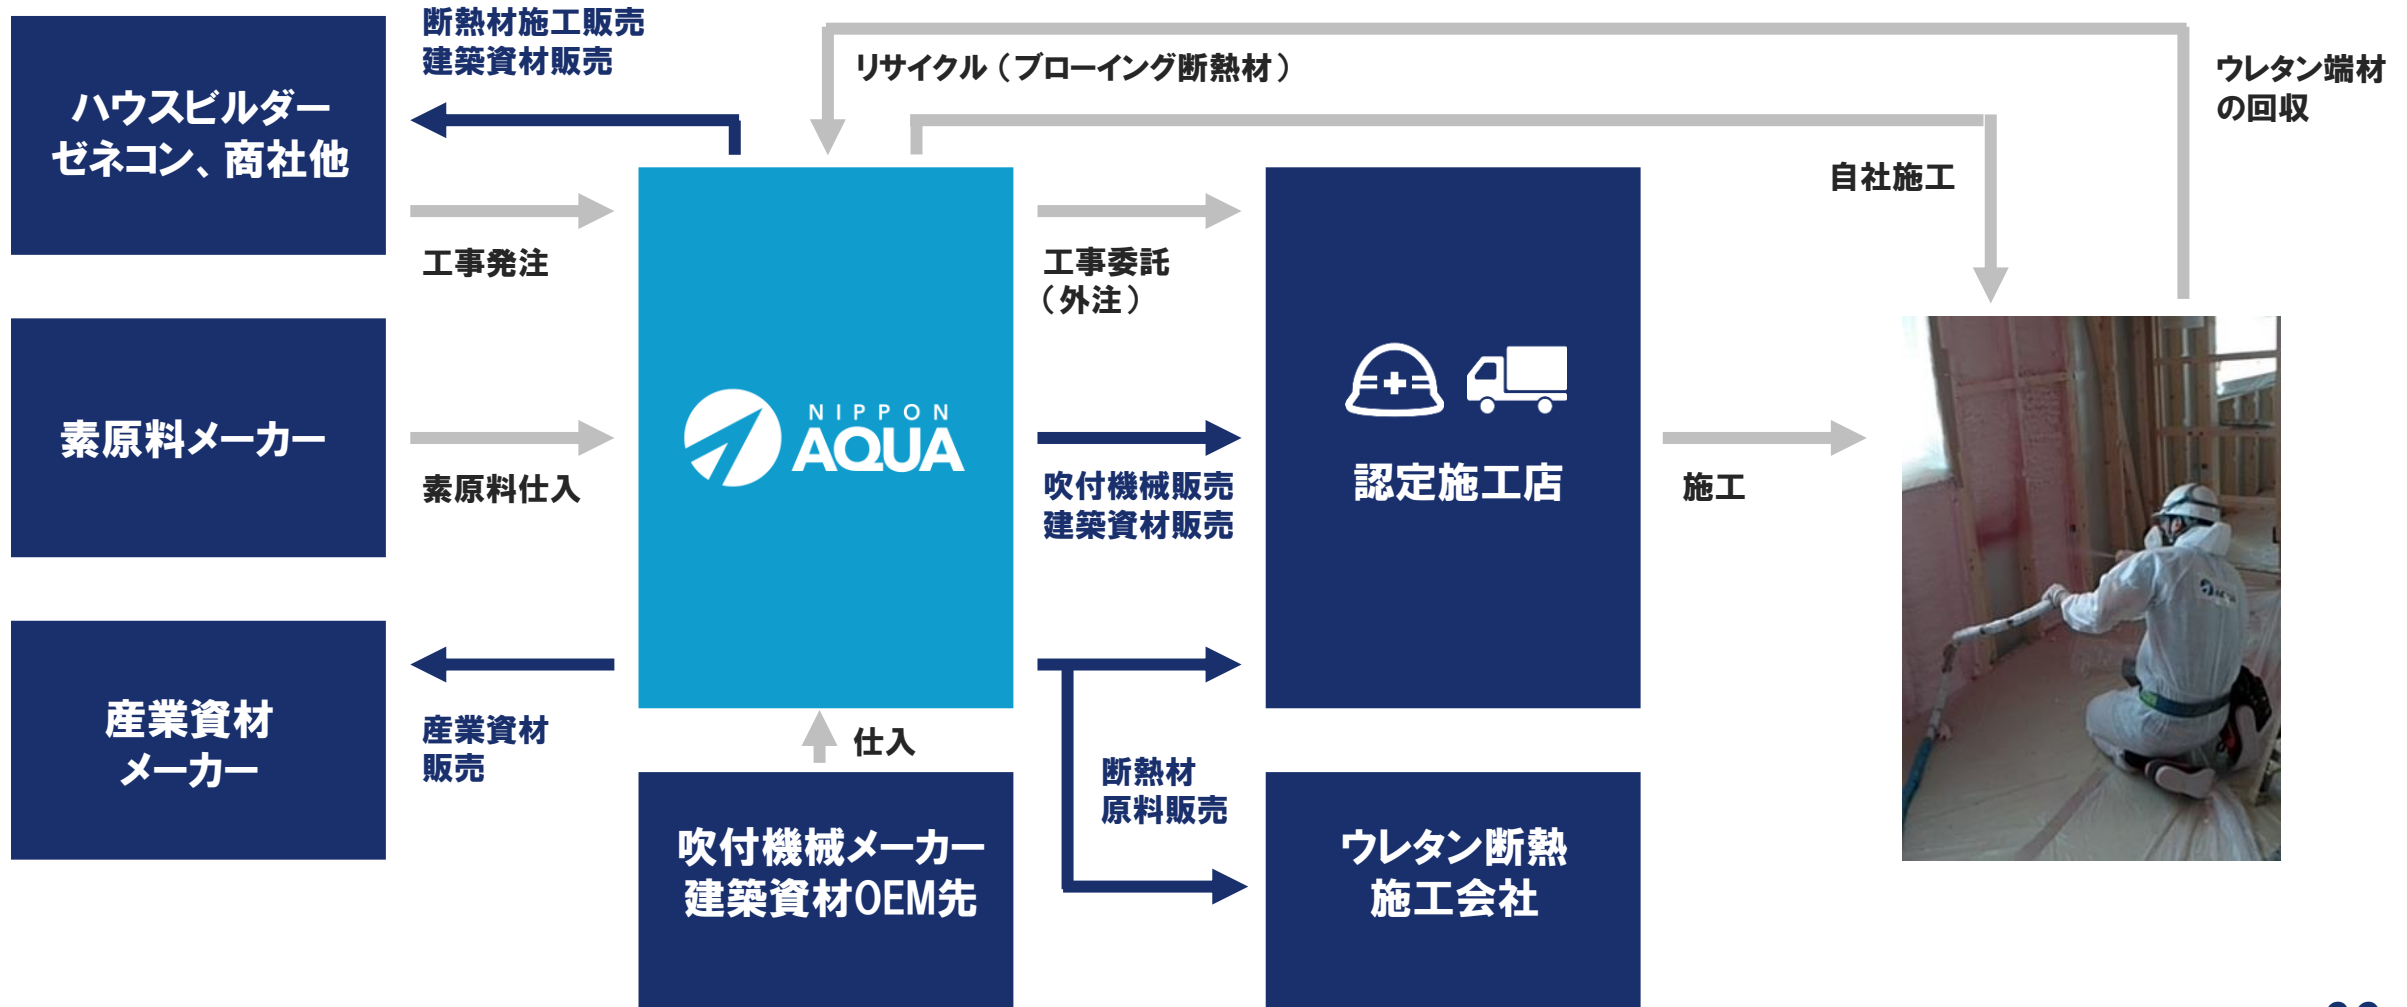 断熱材施工販売
建築資材販売
リサイクル（ブローイング断熱材）
ウレタン端材
の回収
ハウスビルダー
ゼネコン、商社他
自社施工
工事発注
工事委託
（外注）
NIPPON
AQUA
素原料メーカー
素原料仕入
吹付機械販売
建築資材販売
認定施工店
施工
産業資材
メーカー
産業資材
販売
仕入
断熱材
原料販売
吹付機械メーカー
建築資材OEM先
ウレタン断熱
施工会社